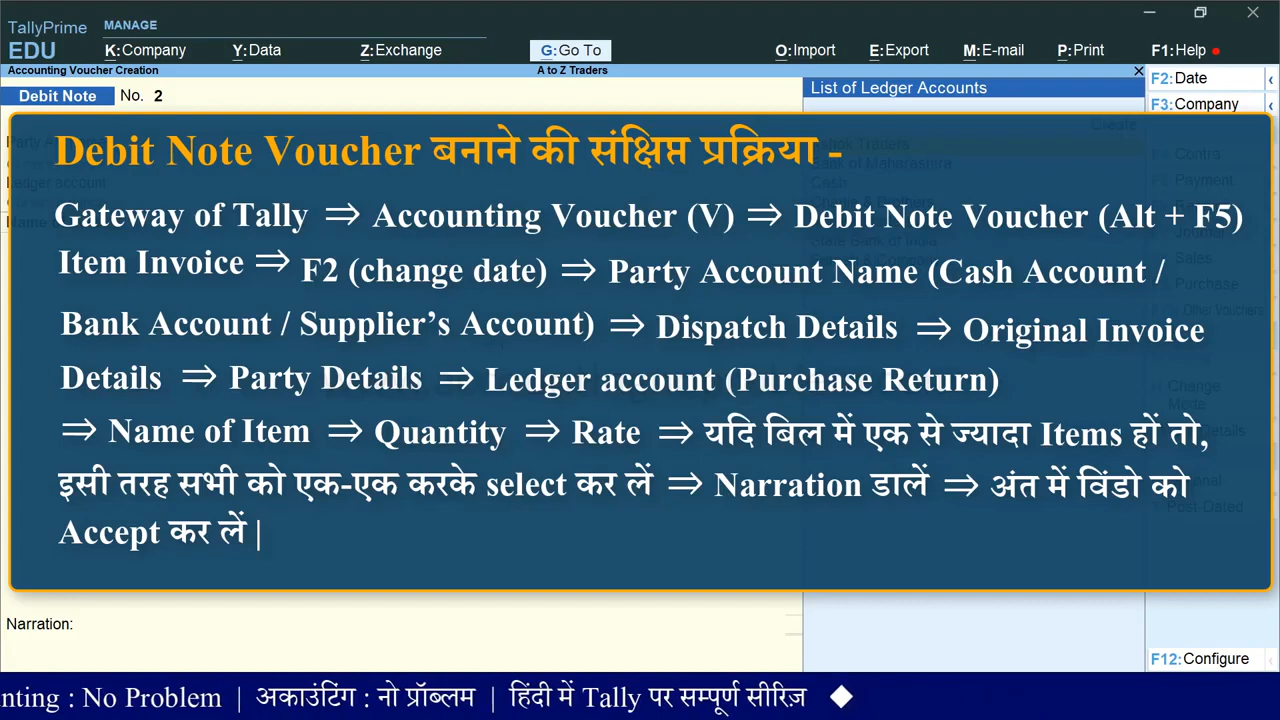 TallyPrime MANAGE
EDU K:Company Y:Data Z:Exchange G:Go To O:Import E:Export M:E-mail P:Print F1:Help
Accounting Voucher Creation A to Z Traders
List of Ledger Accounts F2:Date
Debit Note No. 2
F3:Company
Create
Debit Note Voucher बनाने की संक्षिप्त प्रक्रिया -
Gateway of Tally ⇒ Accounting Voucher (V) ⇒ Debit Note Voucher (Alt + F5)
Item Invoice ⇒ F2 (change date) ⇒ Party Account Name (Cash Account /
Bank Account / Supplier’s Account) ⇒ Dispatch Details ⇒ Original Invoice
Details ⇒ Party Details ⇒ Ledger account (Purchase Return)
⇒ Name of Item ⇒ Quantity ⇒ Rate ⇒ यदि बिल में एक से ज्यादा Items हों तो,
इसी तरह सभी को एक-एक करके select कर लें ⇒ Narration डालें ⇒ अंत में विंडो को
Accept कर लें |
Narration:
F12:Configure
nting : No Problem | अकाउंटिंग : नो प्रॉब्लम | हिंदी में Tally पर सम्पूर्ण सीरिज़ ◆